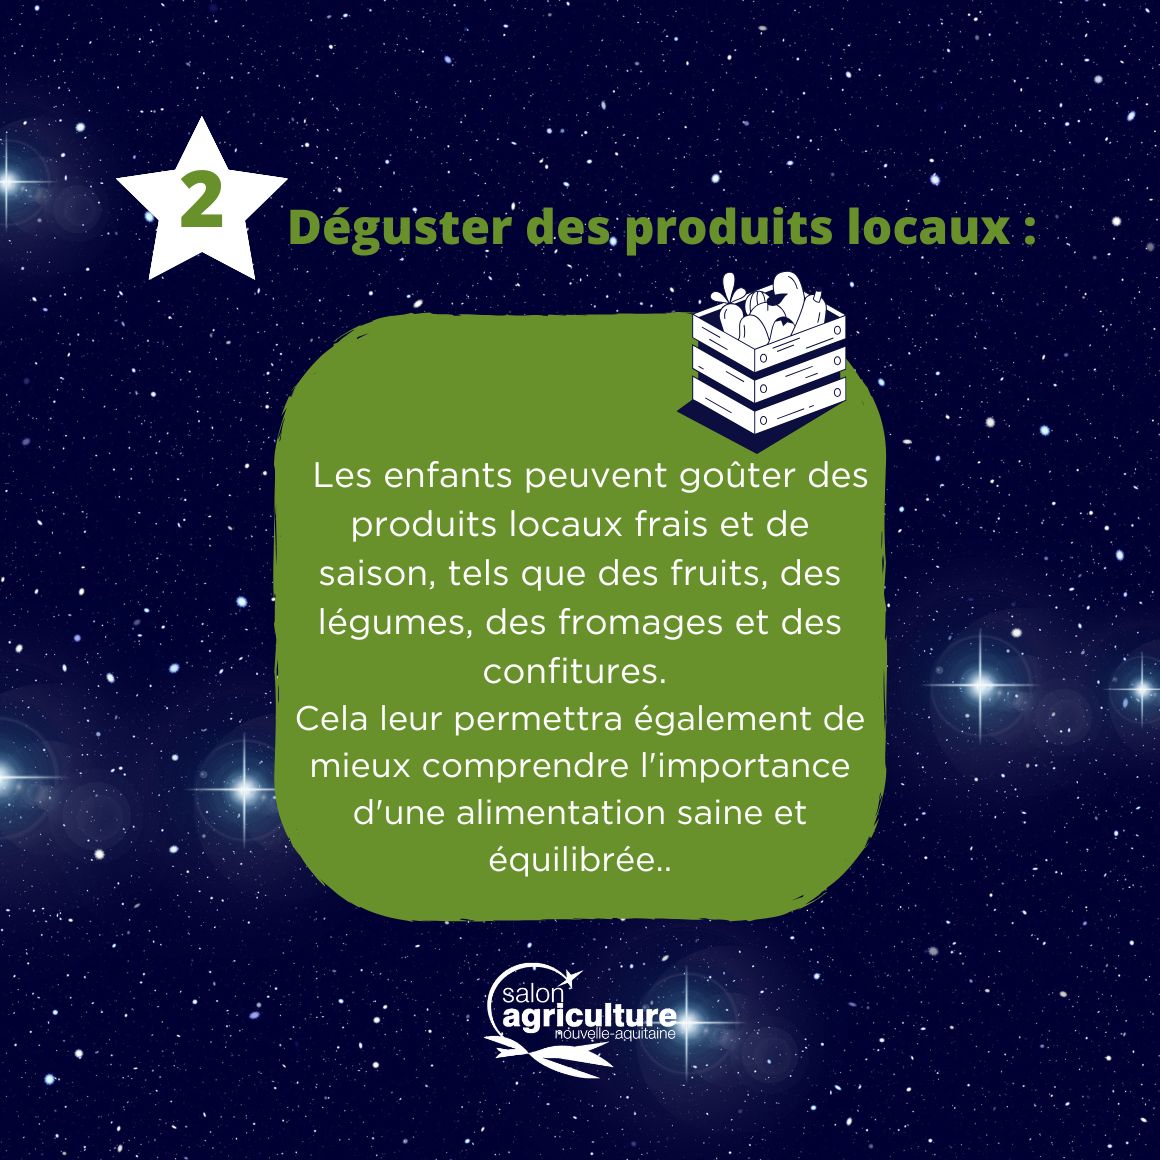 2
Déguster des produits locaux :
Les enfants peuvent goûter des
produits locaux frais et de
saison, tels que des fruits, des
légumes, des fromages et des
confitures.
Cela leur permettra également de
mieux comprendre l'importance
d'une alimentation saine et
équilibrée..
salon
agriculture
nouvelle-aquitaine